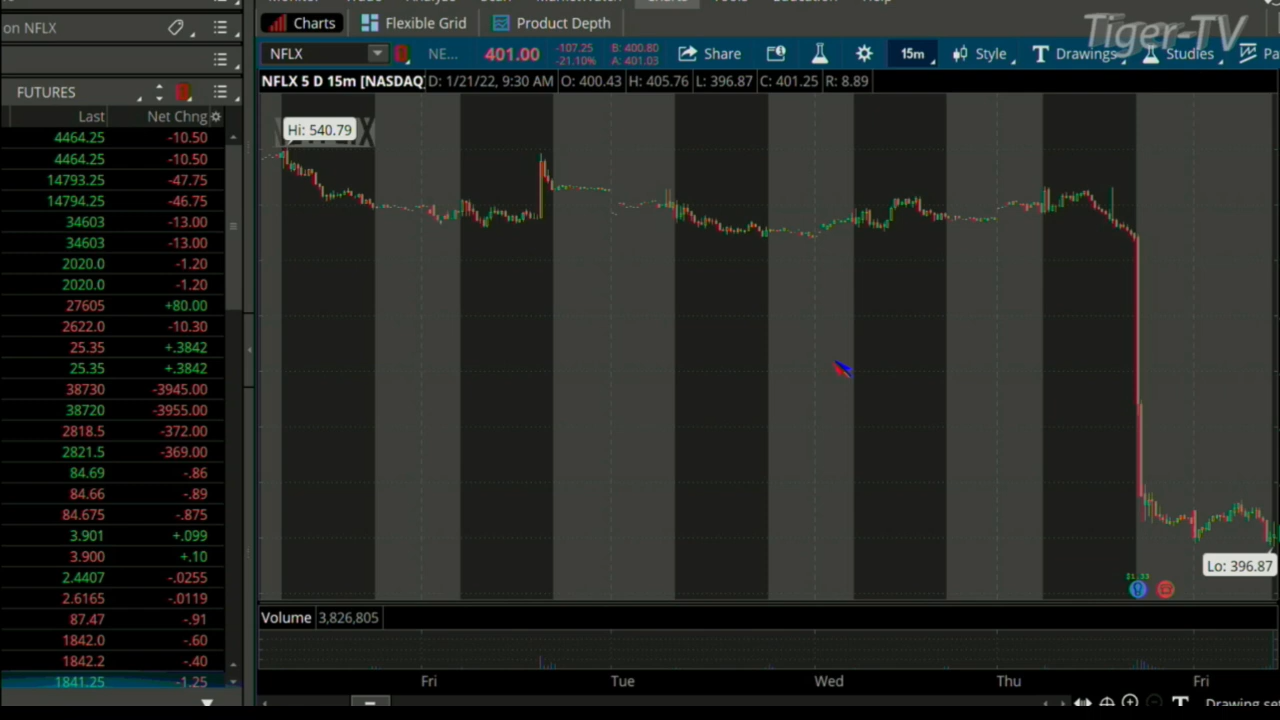 on NFLX
FUTURES
Last Net Chng
4464.25 -10.50
4464.25 -10.50
14793.25 -47.75
14794.25 -46.75
34603 -13.00
34603 -13.00
2020.0 -1.20
2020.0 -1.20
27605 +80.00
2622.0 -10.30
25.35 +.3842
25.35 +.3842
38730 -3945.00
38720 -3955.00
2818.5 -372.00
2821.5 -369.00
84.69 -.86
84.66 -.89
84.675 -.875
3.901 +.099
3.900 +.10
2.4407 -.0255
2.6165 -.0119
87.47 -.91
1842.0 -.60
1842.2 -.40
1841.25 -1.25
Charts Flexible Grid Product Depth
Tiger-TV
NFLX NE... 401.00 -107.25 -21.10% B: 400.80 A: 401.03 Share 15m Style Drawings Studies
NFLX 5 D 15m [NASDAQ] D: 1/21/22, 9:30 AM O: 400.43 H: 405.76 L: 396.87 C: 401.25 R: 8.89
Hi: 540.79
Lo: 396.87
Volume 3,826,805
Fri Tue Wed Thu Fri